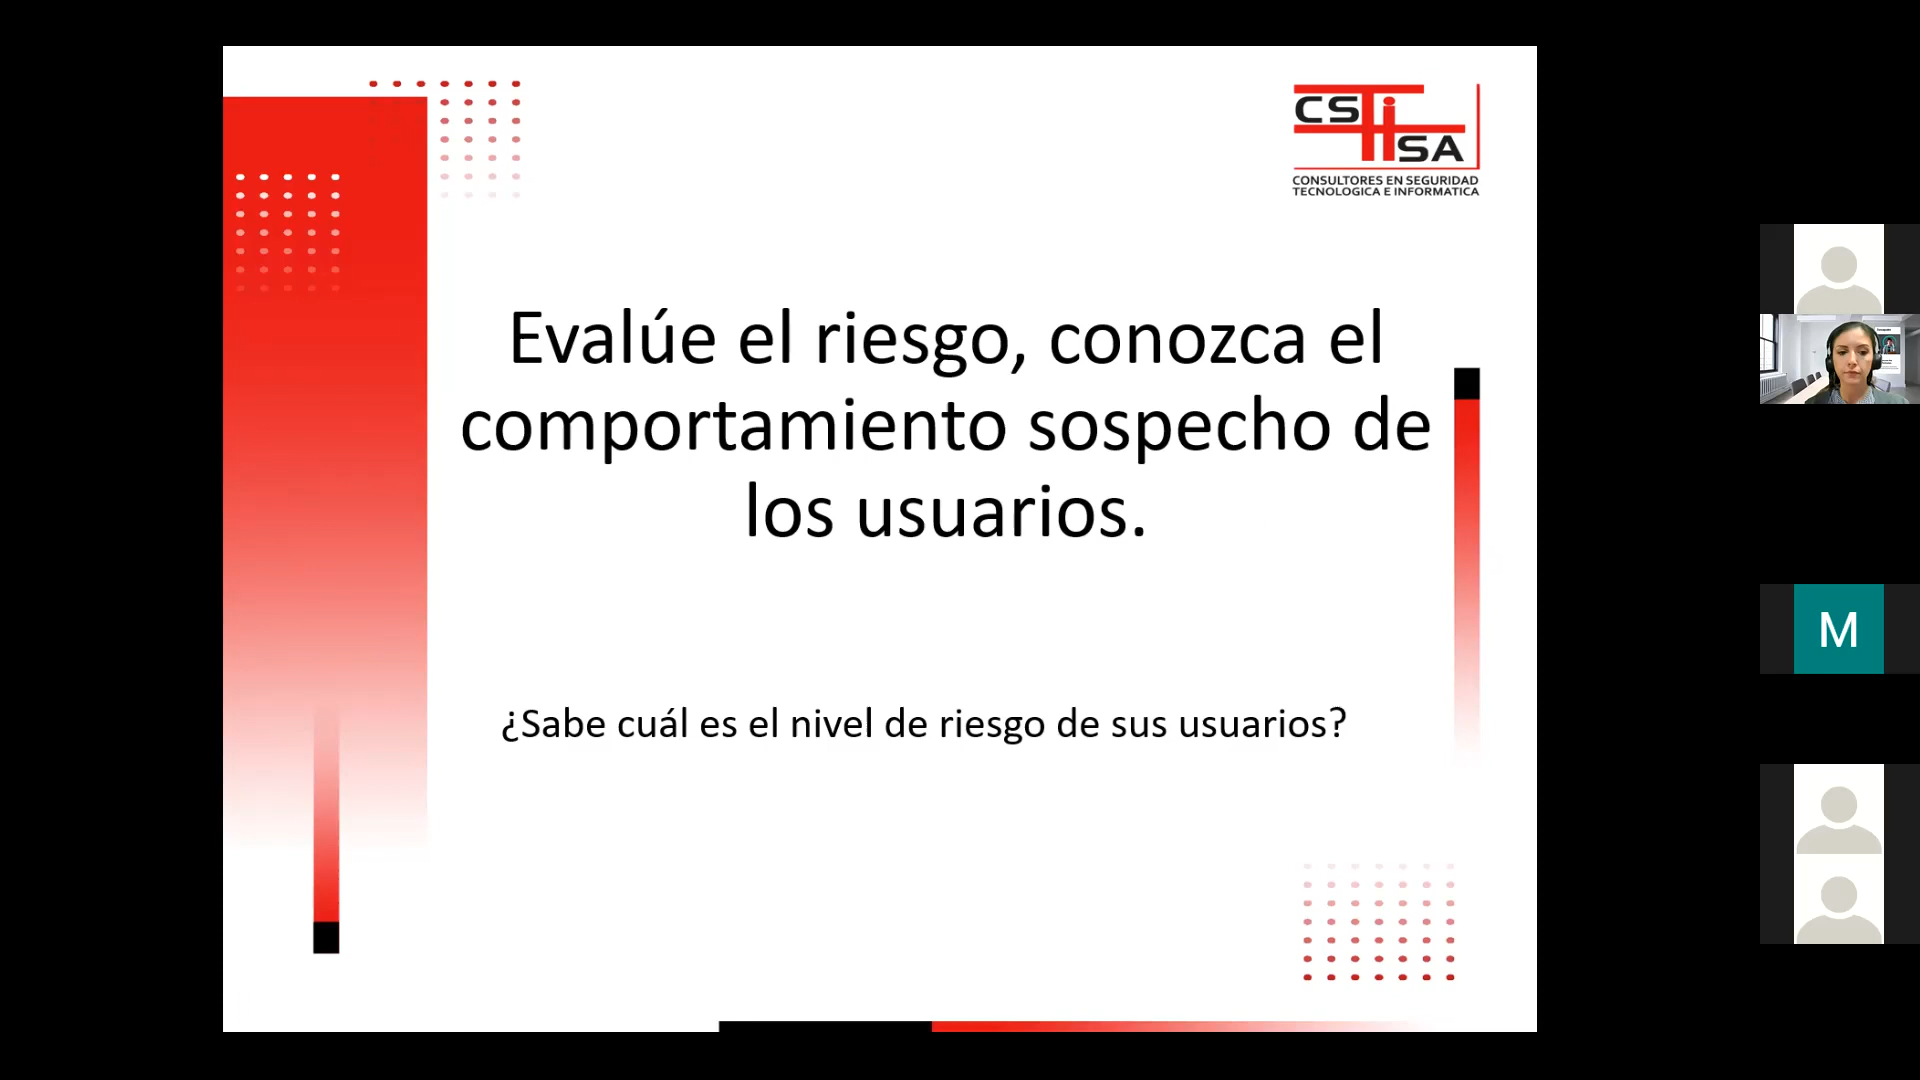 CSTI
SA
CONSULTORES EN SEGURIDAD
TECNOLOGICA E INFORMATICA
Evalúe el riesgo, conozca el
comportamiento sospecho de
los usuarios.
¿Sabe cuál es el nivel de riesgo de sus usuarios?
M